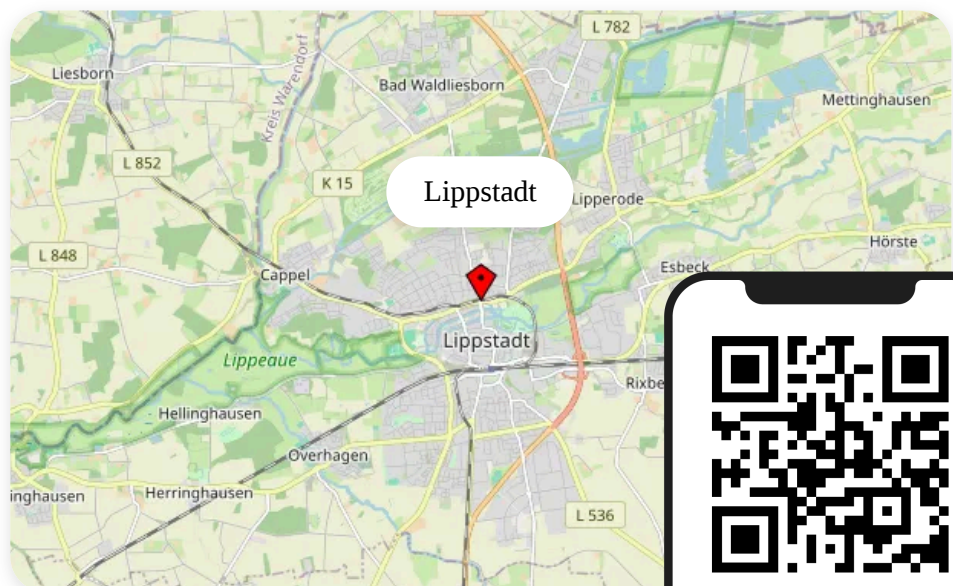 L 782
Liesborn
Bad Waldliesborn
Kreis Warendorf
Mettinghausen
L 852
K 15
Lippstadt
Lipperode
Hörste
L 848
Cappel
Esbeck
Lippstadt
Lippeaue
Rixbe
Hellinghausen
Overhagen
inghausen
Herringhausen
L 536